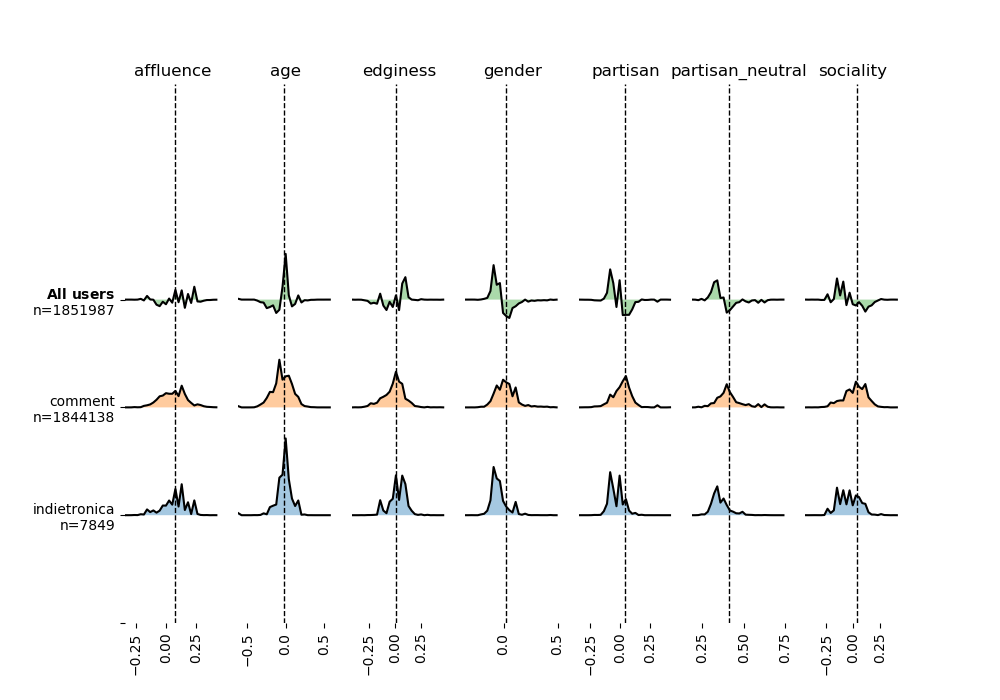 affluence age edginess gender partisan partisan_neutral sociality
All users
n=1851987
comment
n=1844138
indietronica
n=7849
−0.25 0.00 0.25 −0.5 0.0 0.5 −0.25 0.00 0.25 0.0 0.5 −0.25 0.00 0.25 0.25 0.50 0.75 −0.25 0.00 0.25